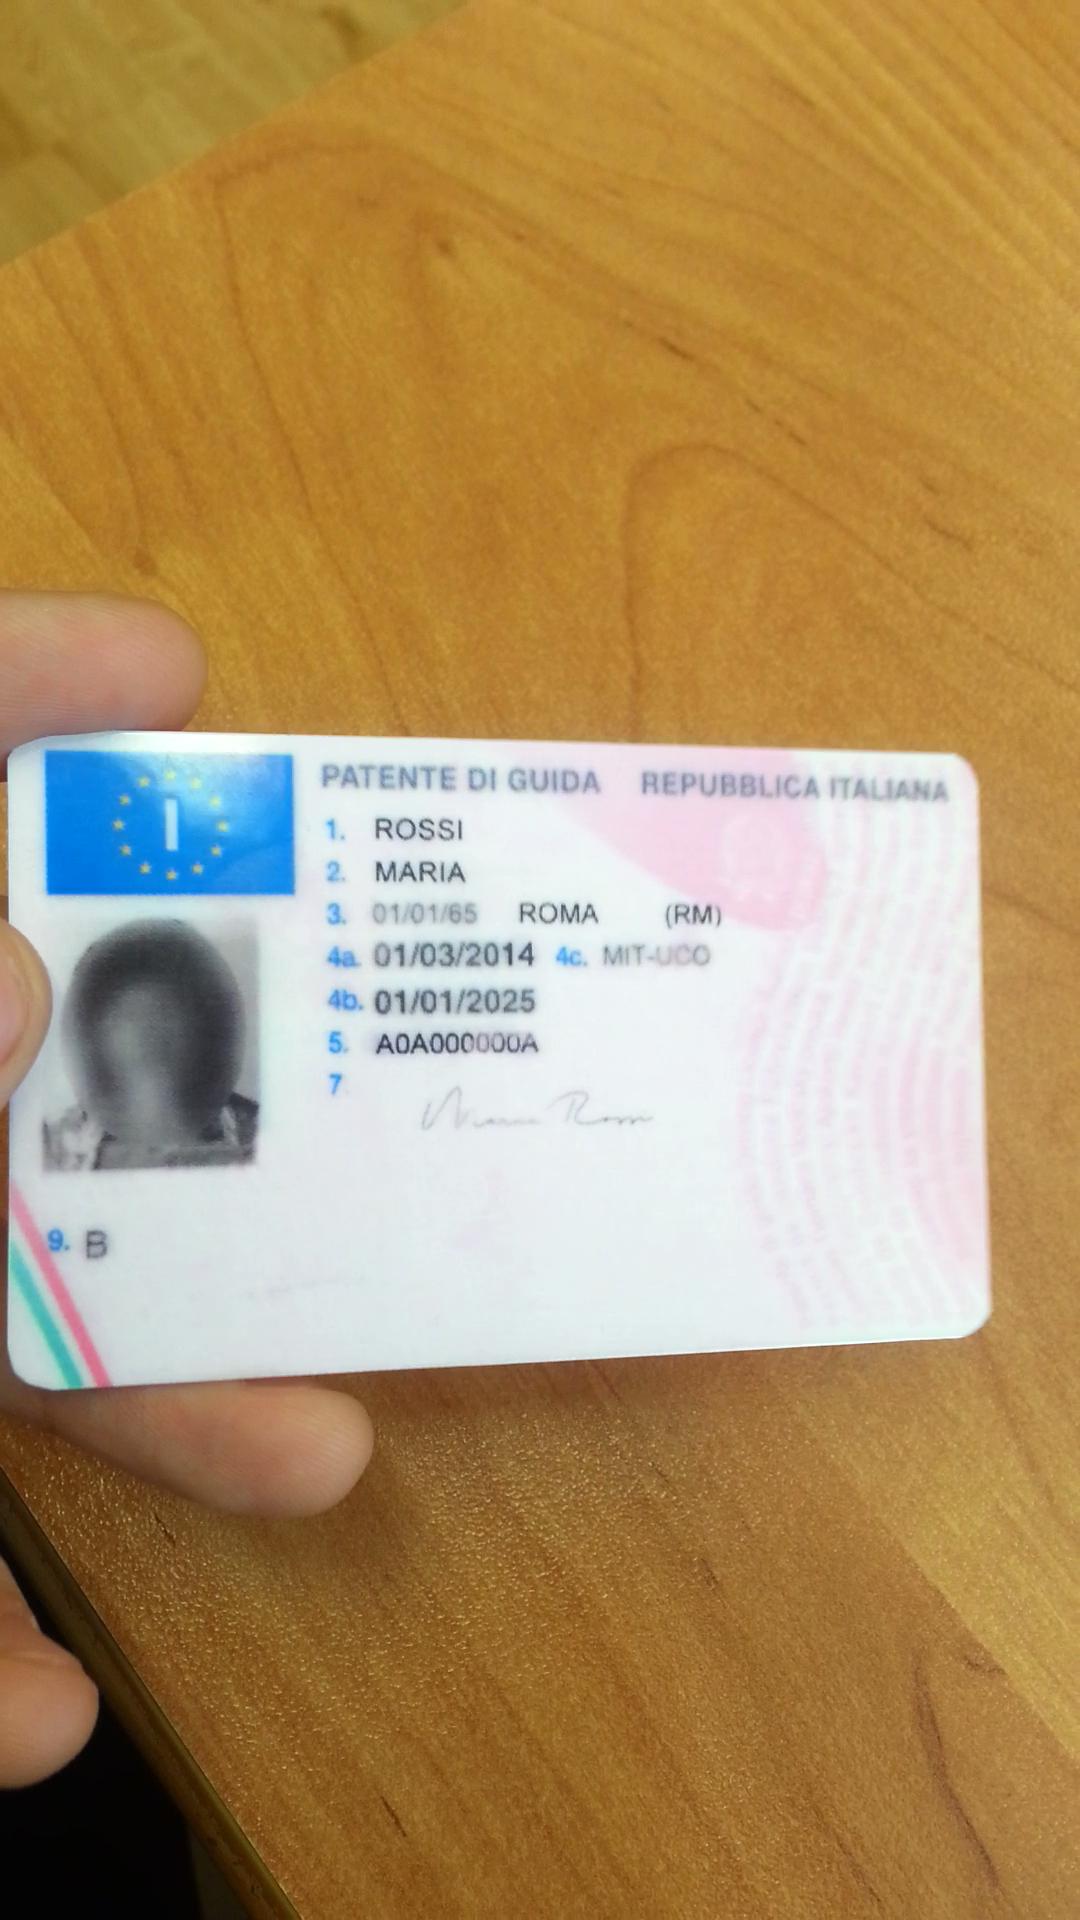 I
PATENTE DI GUIDA REPUBBLICA ITALIANA
1. ROSSI
2. MARIA
3. 01/01/65 ROMA (RM)
4a. 01/03/2014 4c. MIT-UCO
4b. 01/01/2025
5. A0A000000A
7
Maria Rossi
9. B